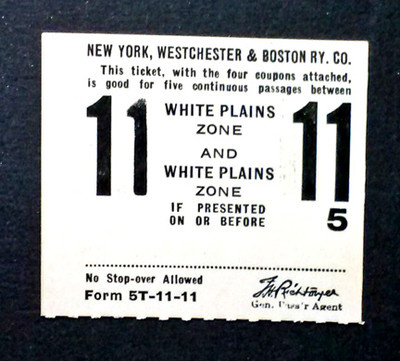 NEW YORK, WESTCHESTER & BOSTON RY. CO.
This ticket, with the four coupons attached,
is good for five continuous passages between
11 WHITE PLAINS 11
ZONE
AND
WHITE PLAINS
ZONE
IF PRESENTED
ON OR BEFORE 5
No Stop-over Allowed
Form 5T-11-11
Gen. Pass'r Agent